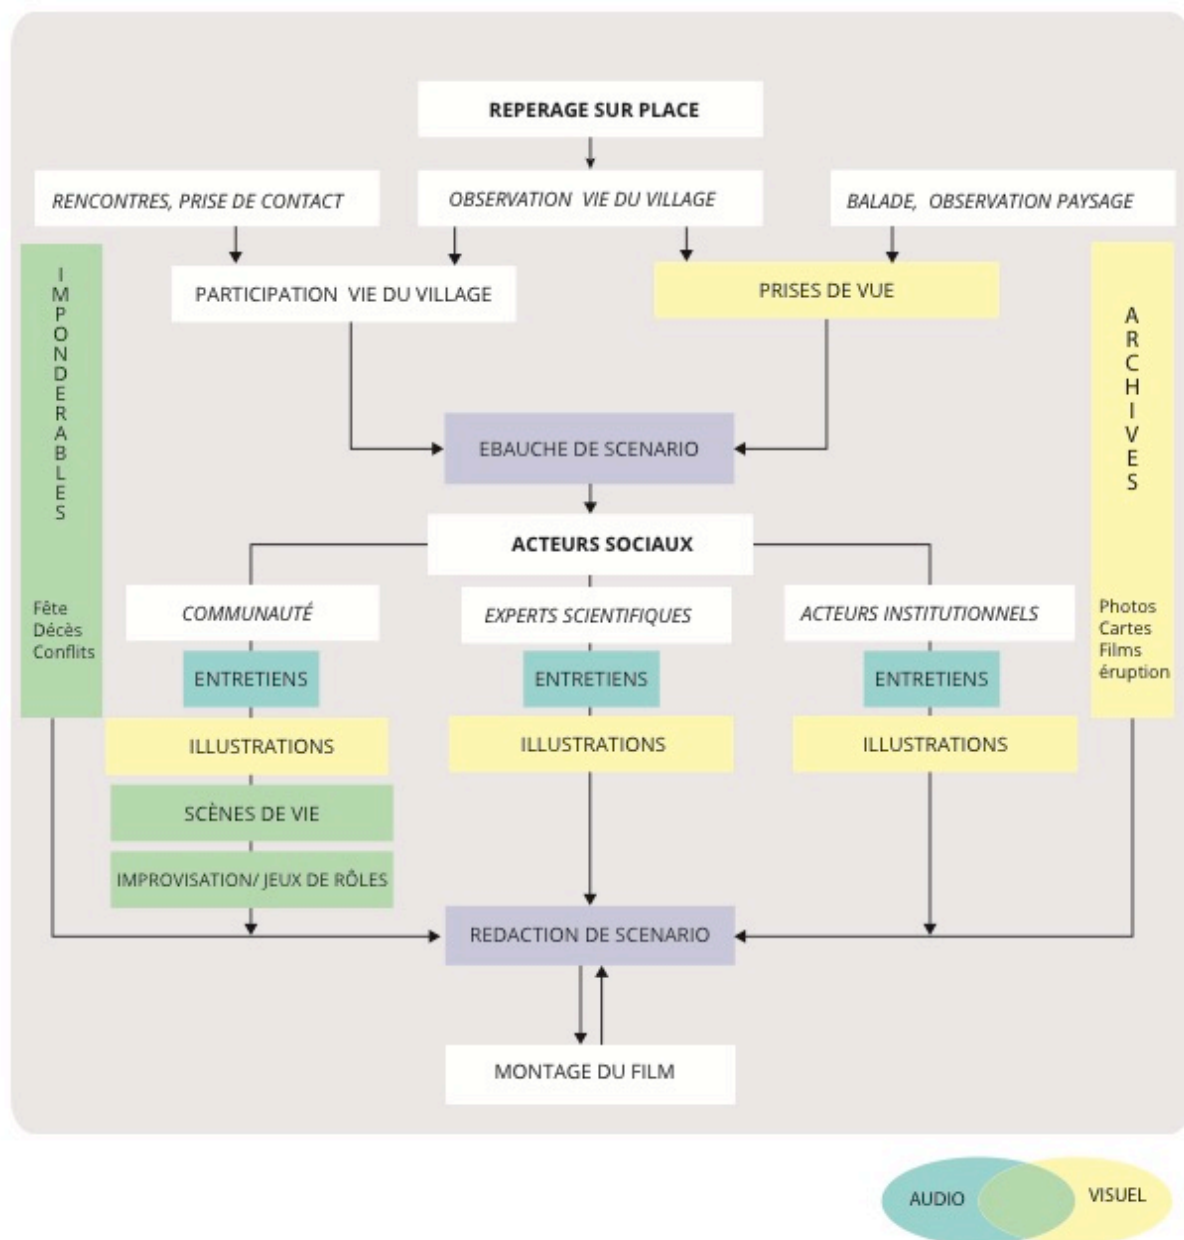 REPERAGE SUR PLACE
RENCONTRES, PRISE DE CONTACT
OBSERVATION VIE DU VILLAGE
BALADE, OBSERVATION PAYSAGE
IMPONDERABLES
PARTICIPATION VIE DU VILLAGE
PRISES DE VUE
ARCHIVES
EBAUCHE DE SCENARIO
ACTEURS SOCIAUX
Fête
Décès
Conflits
COMMUNAUTÉ
EXPERTS SCIENTIFIQUES
ACTEURS INSTITUTIONNELS
Photos
Cartes
Films
éruption
ENTRETIENS
ENTRETIENS
ENTRETIENS
ILLUSTRATIONS
ILLUSTRATIONS
ILLUSTRATIONS
SCÈNES DE VIE
IMPROVISATION/ JEUX DE RÔLES
REDACTION DE SCENARIO
MONTAGE DU FILM
AUDIO
VISUEL